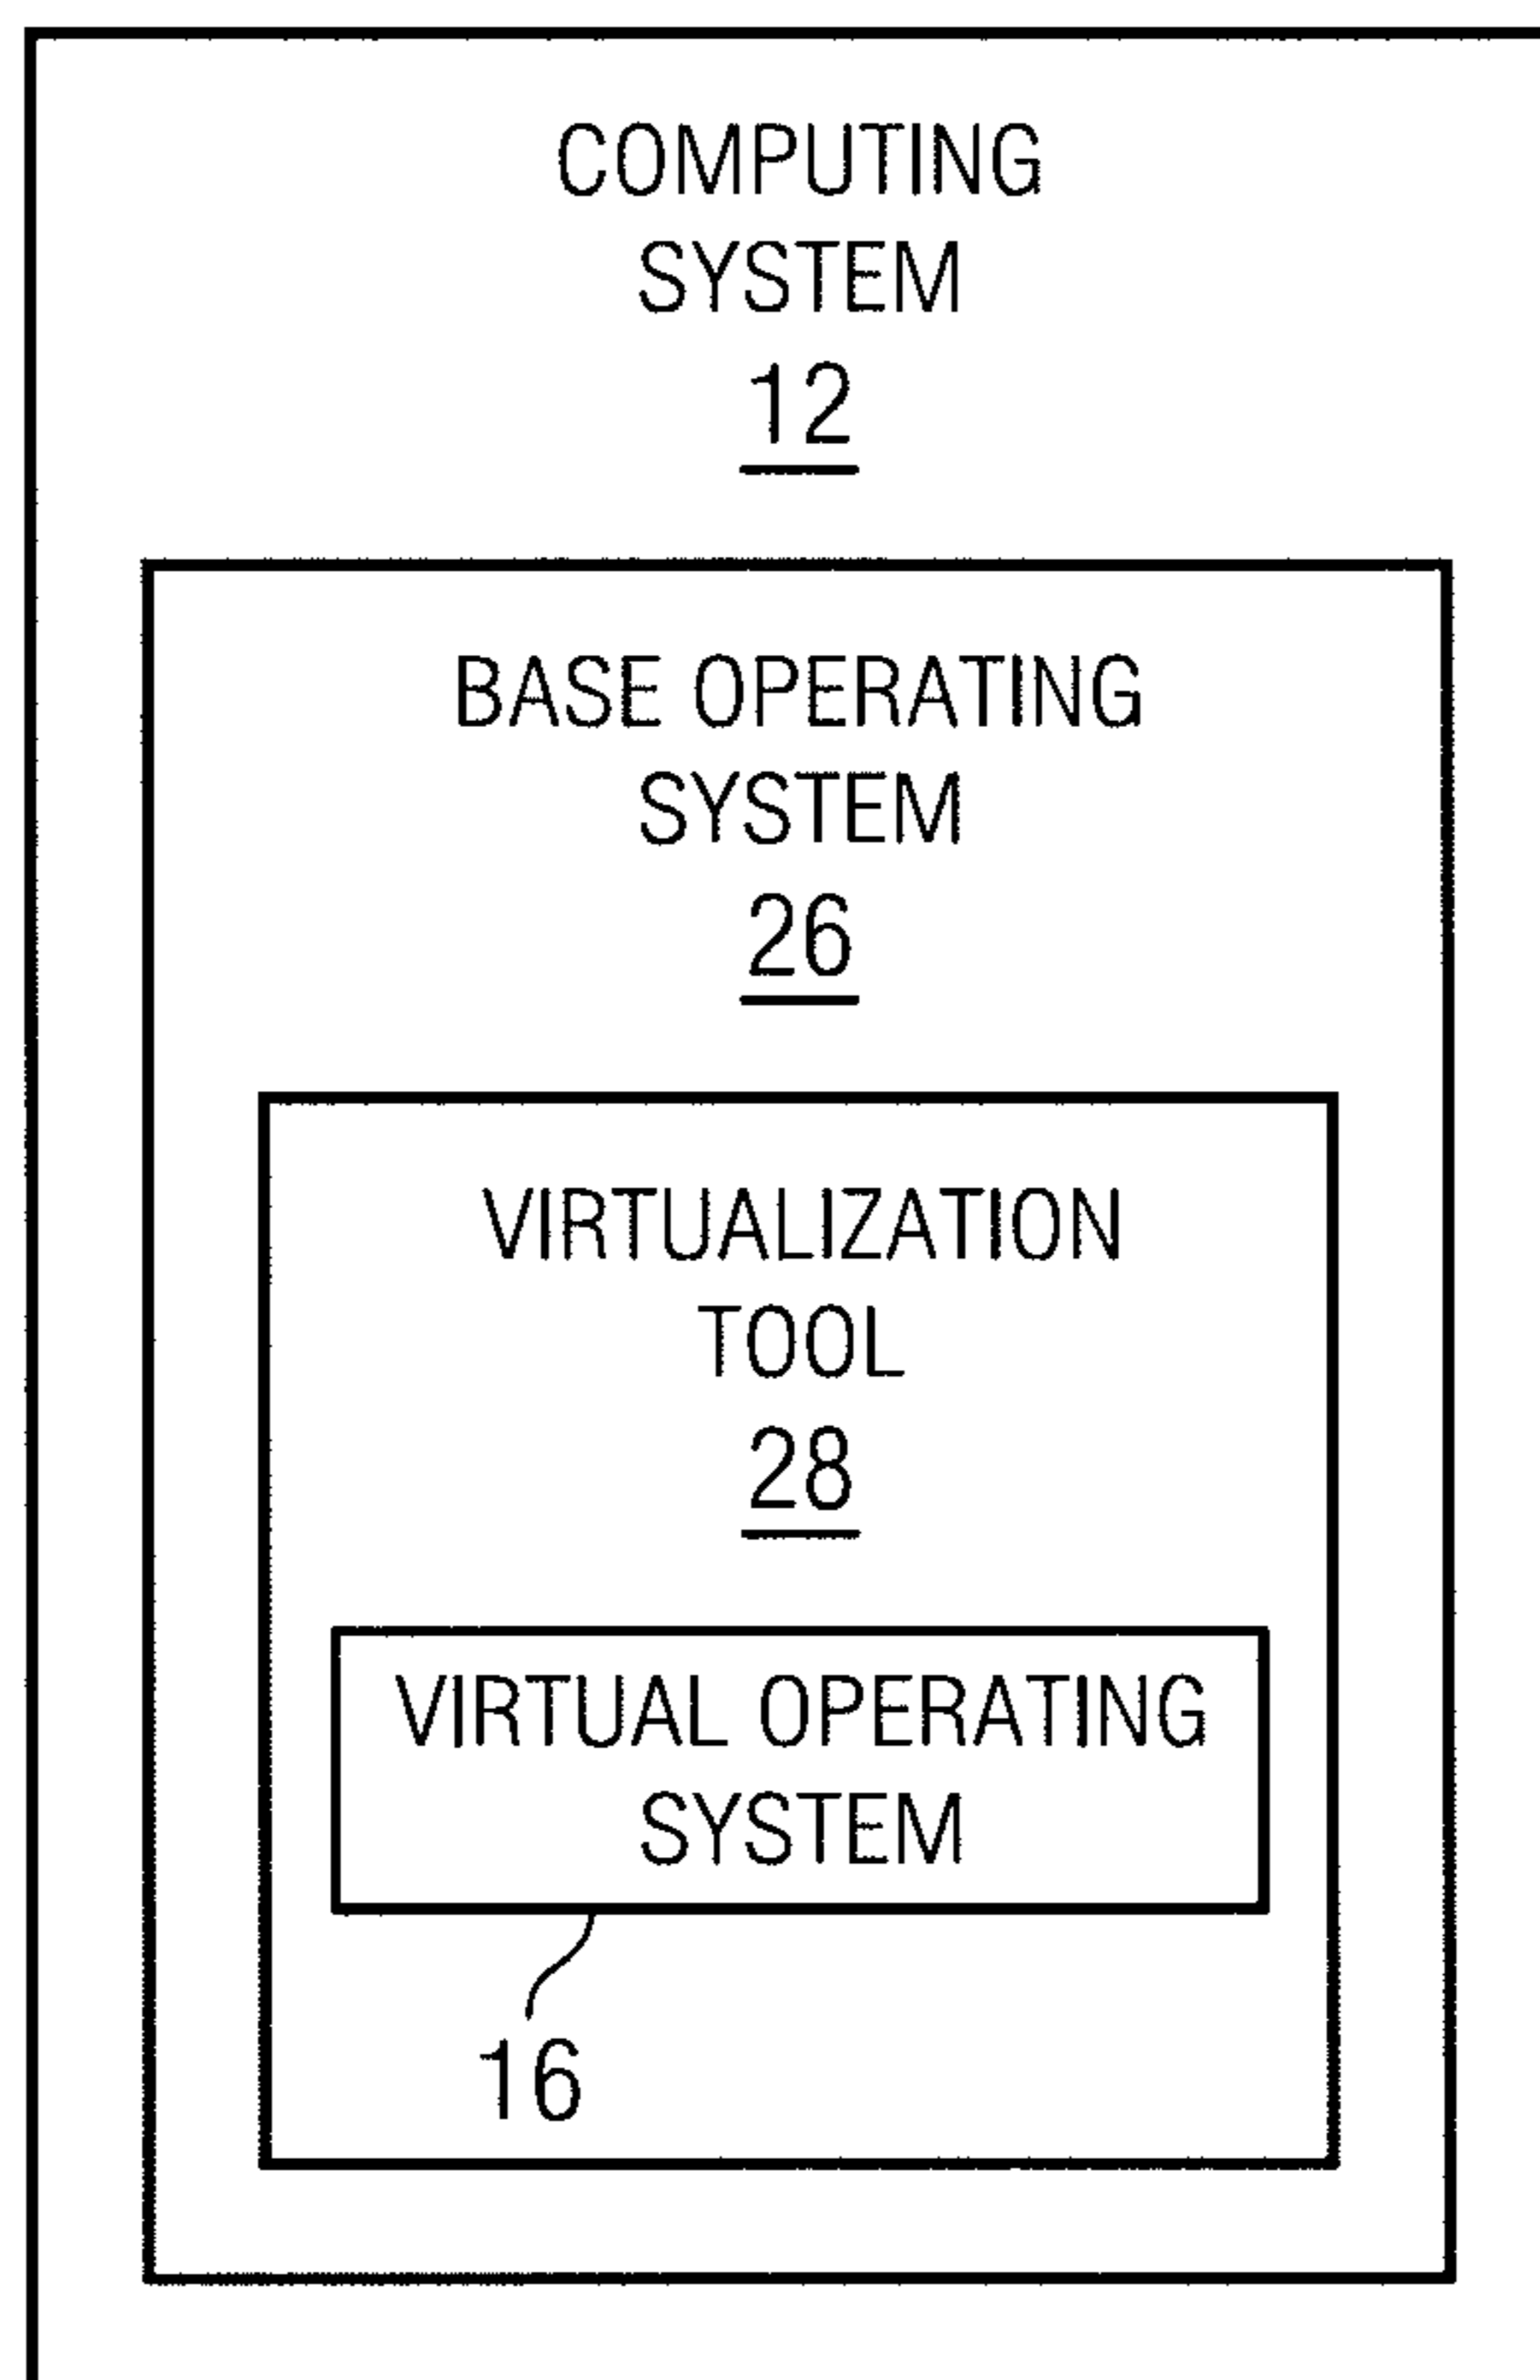 COMPUTING
SYSTEM
12
BASE OPERATING
SYSTEM
26
VIRTUALIZATION
TOOL
28
VIRTUAL OPERATING
SYSTEM
16